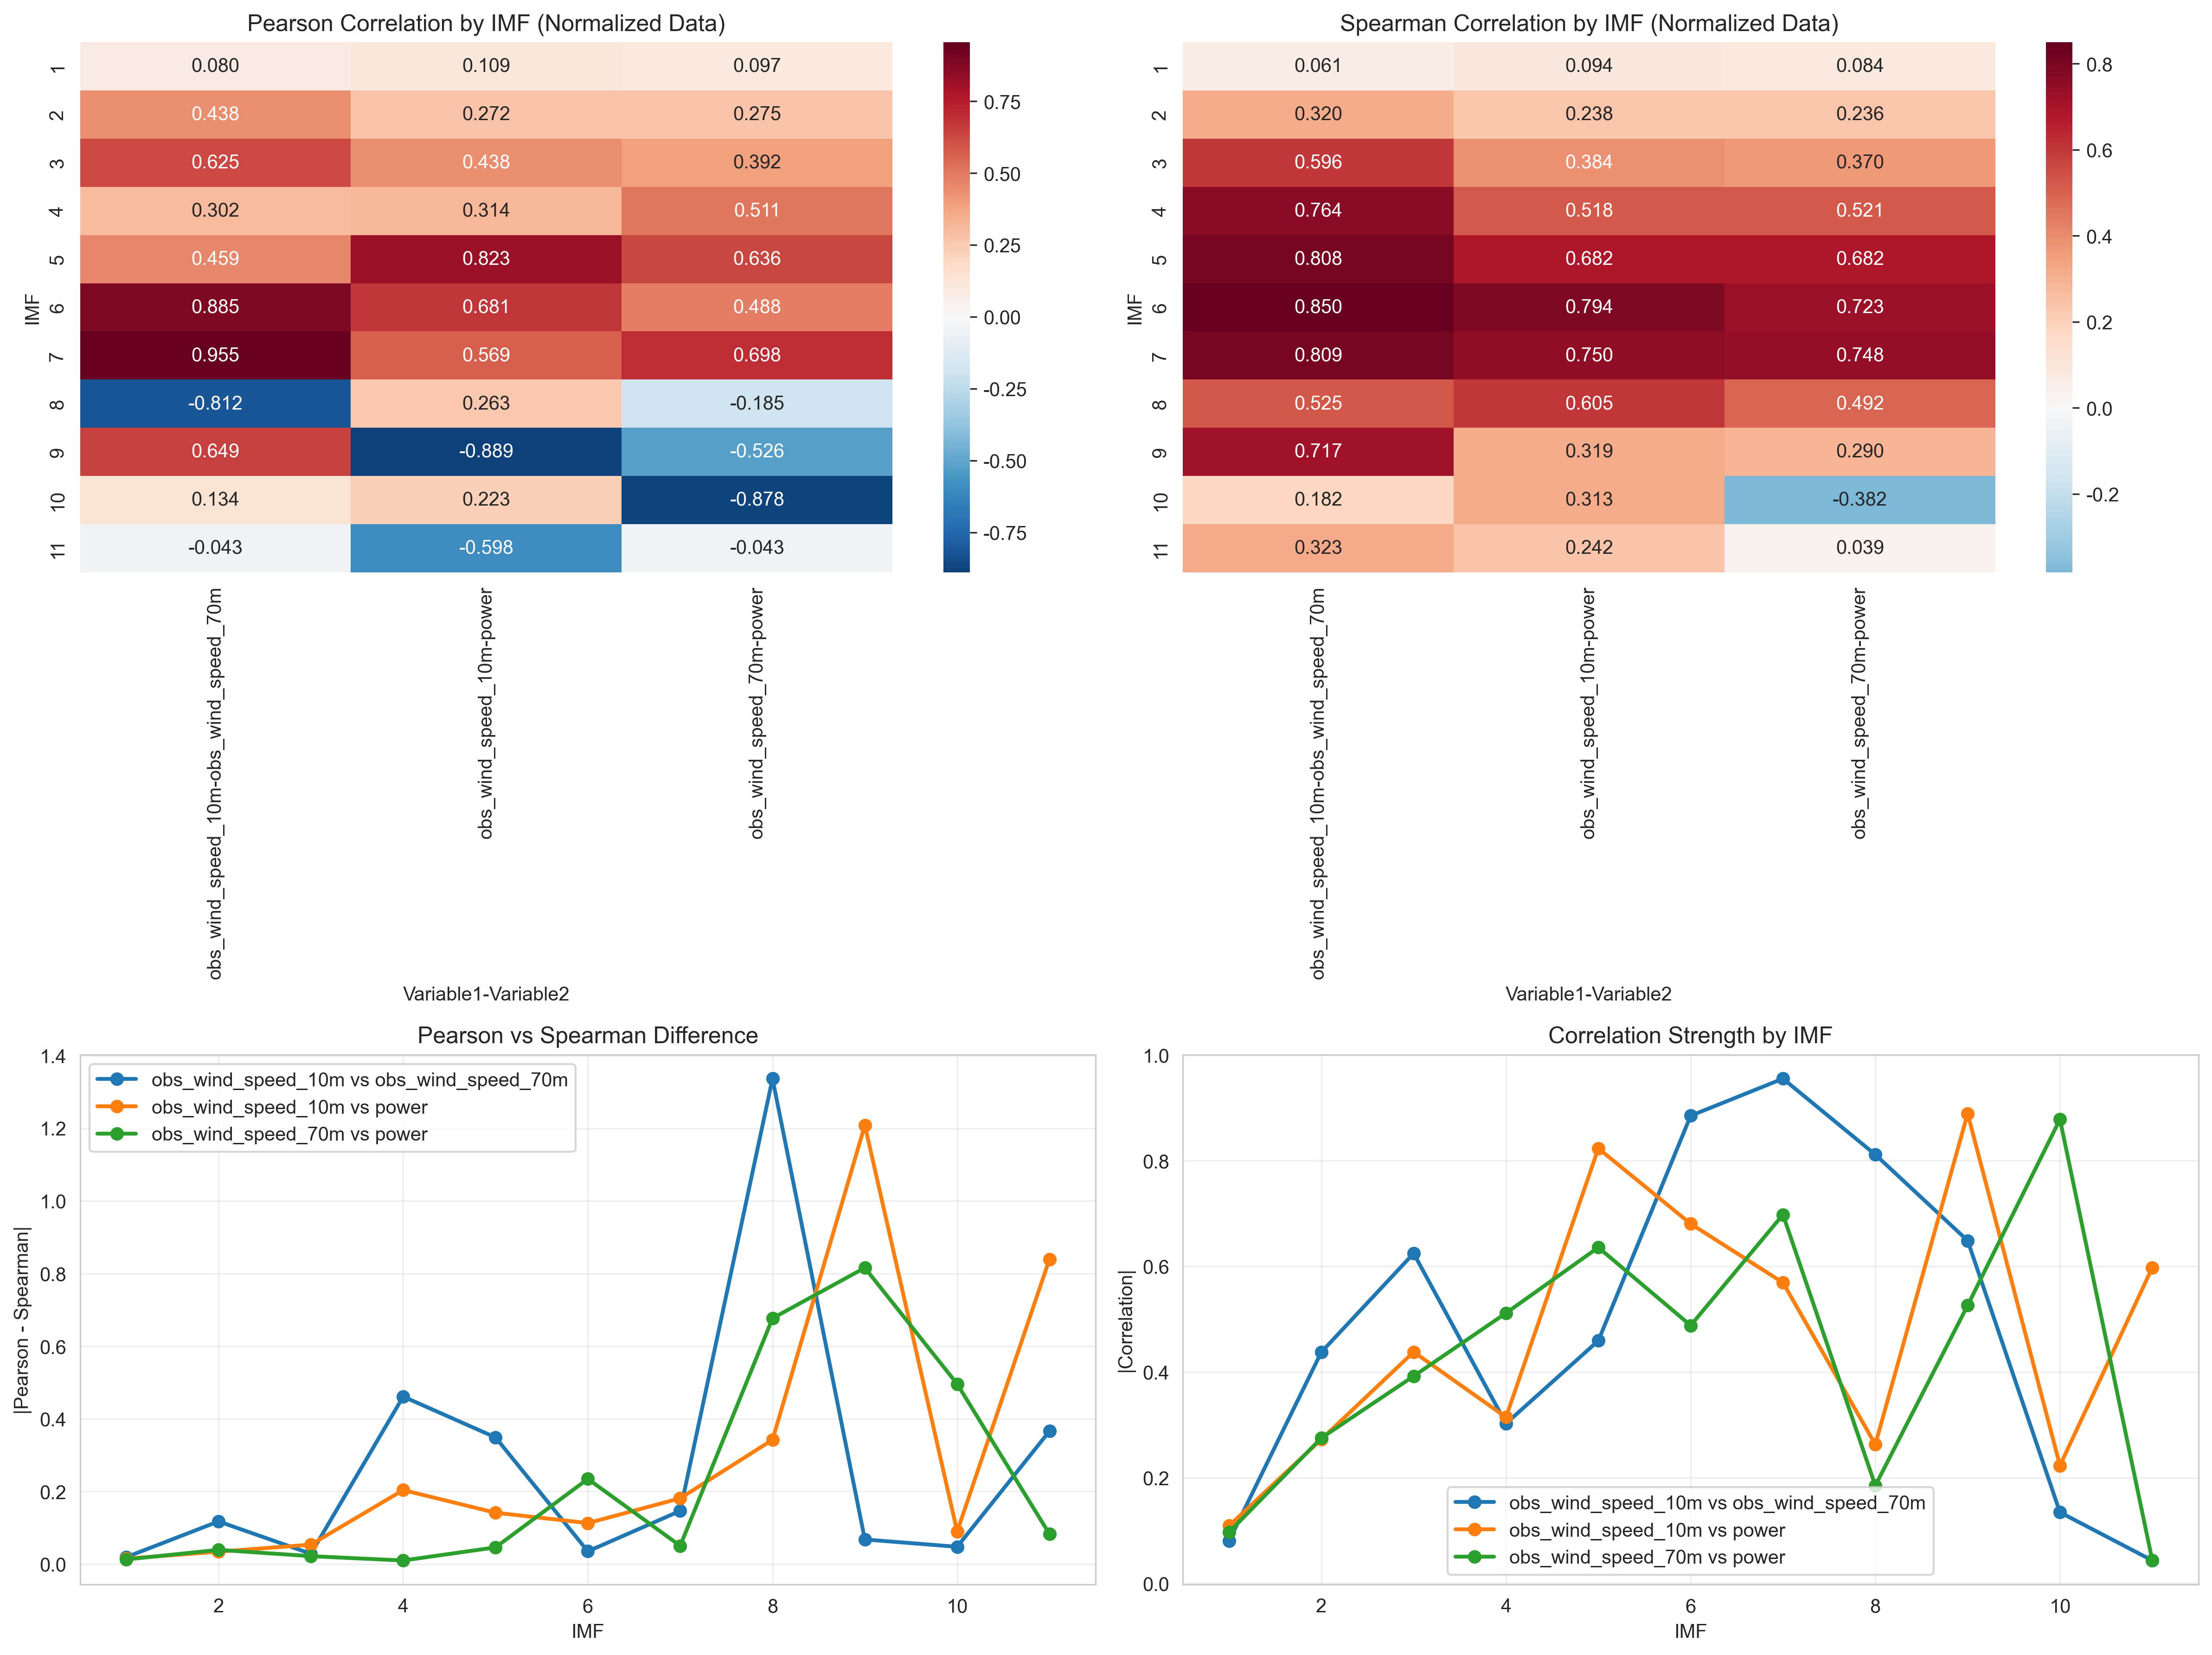 Pearson Correlation by IMF (Normalized Data)
IMF
1 0.080 0.109 0.097
2 0.438 0.272 0.275
3 0.625 0.438 0.392
4 0.302 0.314 0.511
5 0.459 0.823 0.636
6 0.885 0.681 0.488
7 0.955 0.569 0.698
8 -0.812 0.263 -0.185
9 0.649 -0.889 -0.526
10 0.134 0.223 -0.878
11 -0.043 -0.598 -0.043
0.75
0.50
0.25
0.00
-0.25
-0.50
-0.75
obs_wind_speed_10m-obs_wind_speed_70m
obs_wind_speed_10m-power
obs_wind_speed_70m-power
Variable1-Variable2
Spearman Correlation by IMF (Normalized Data)
IMF
1 0.061 0.094 0.084
2 0.320 0.238 0.236
3 0.596 0.384 0.370
4 0.764 0.518 0.521
5 0.808 0.682 0.682
6 0.850 0.794 0.723
7 0.809 0.750 0.748
8 0.525 0.605 0.492
9 0.717 0.319 0.290
10 0.182 0.313 -0.382
11 0.323 0.242 0.039
0.8
0.6
0.4
0.2
0.0
-0.2
obs_wind_speed_10m-obs_wind_speed_70m
obs_wind_speed_10m-power
obs_wind_speed_70m-power
Variable1-Variable2
Pearson vs Spearman Difference
|Pearson - Spearman|
1.4
1.2
1.0
0.8
0.6
0.4
0.2
0.0
obs_wind_speed_10m vs obs_wind_speed_70m
obs_wind_speed_10m vs power
obs_wind_speed_70m vs power
2 4 6 8 10
IMF
Correlation Strength by IMF
|Correlation|
1.0
0.8
0.6
0.4
0.2
0.0
obs_wind_speed_10m vs obs_wind_speed_70m
obs_wind_speed_10m vs power
obs_wind_speed_70m vs power
2 4 6 8 10
IMF